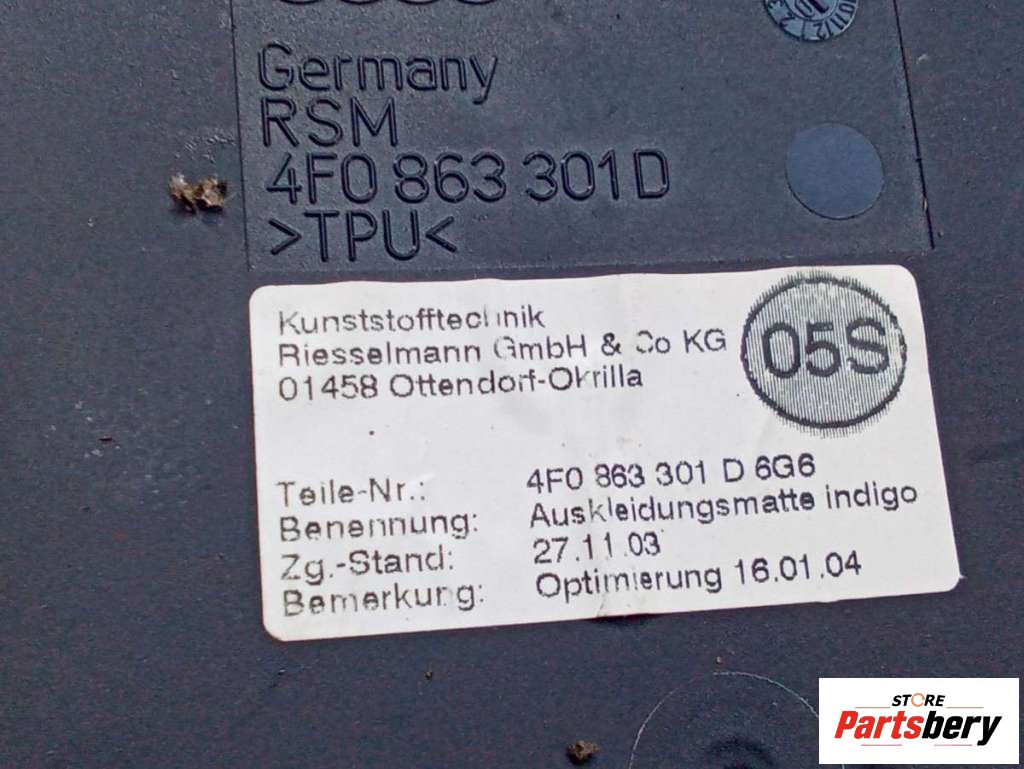 Germany
RSM
4F0 863 301 D
>TPU<
Kunststofftechnik
Riesselmann GmbH & Co KG
01458 Ottendorf-Okrilla
05S
Teile-Nr.: 4F0 863 301 D 6G6
Benennung: Auskleidungsmatte indigo
Zg.-Stand: 27.11.03
Bemerkung: Optimierung 16.01.04
STORE
Partsbery